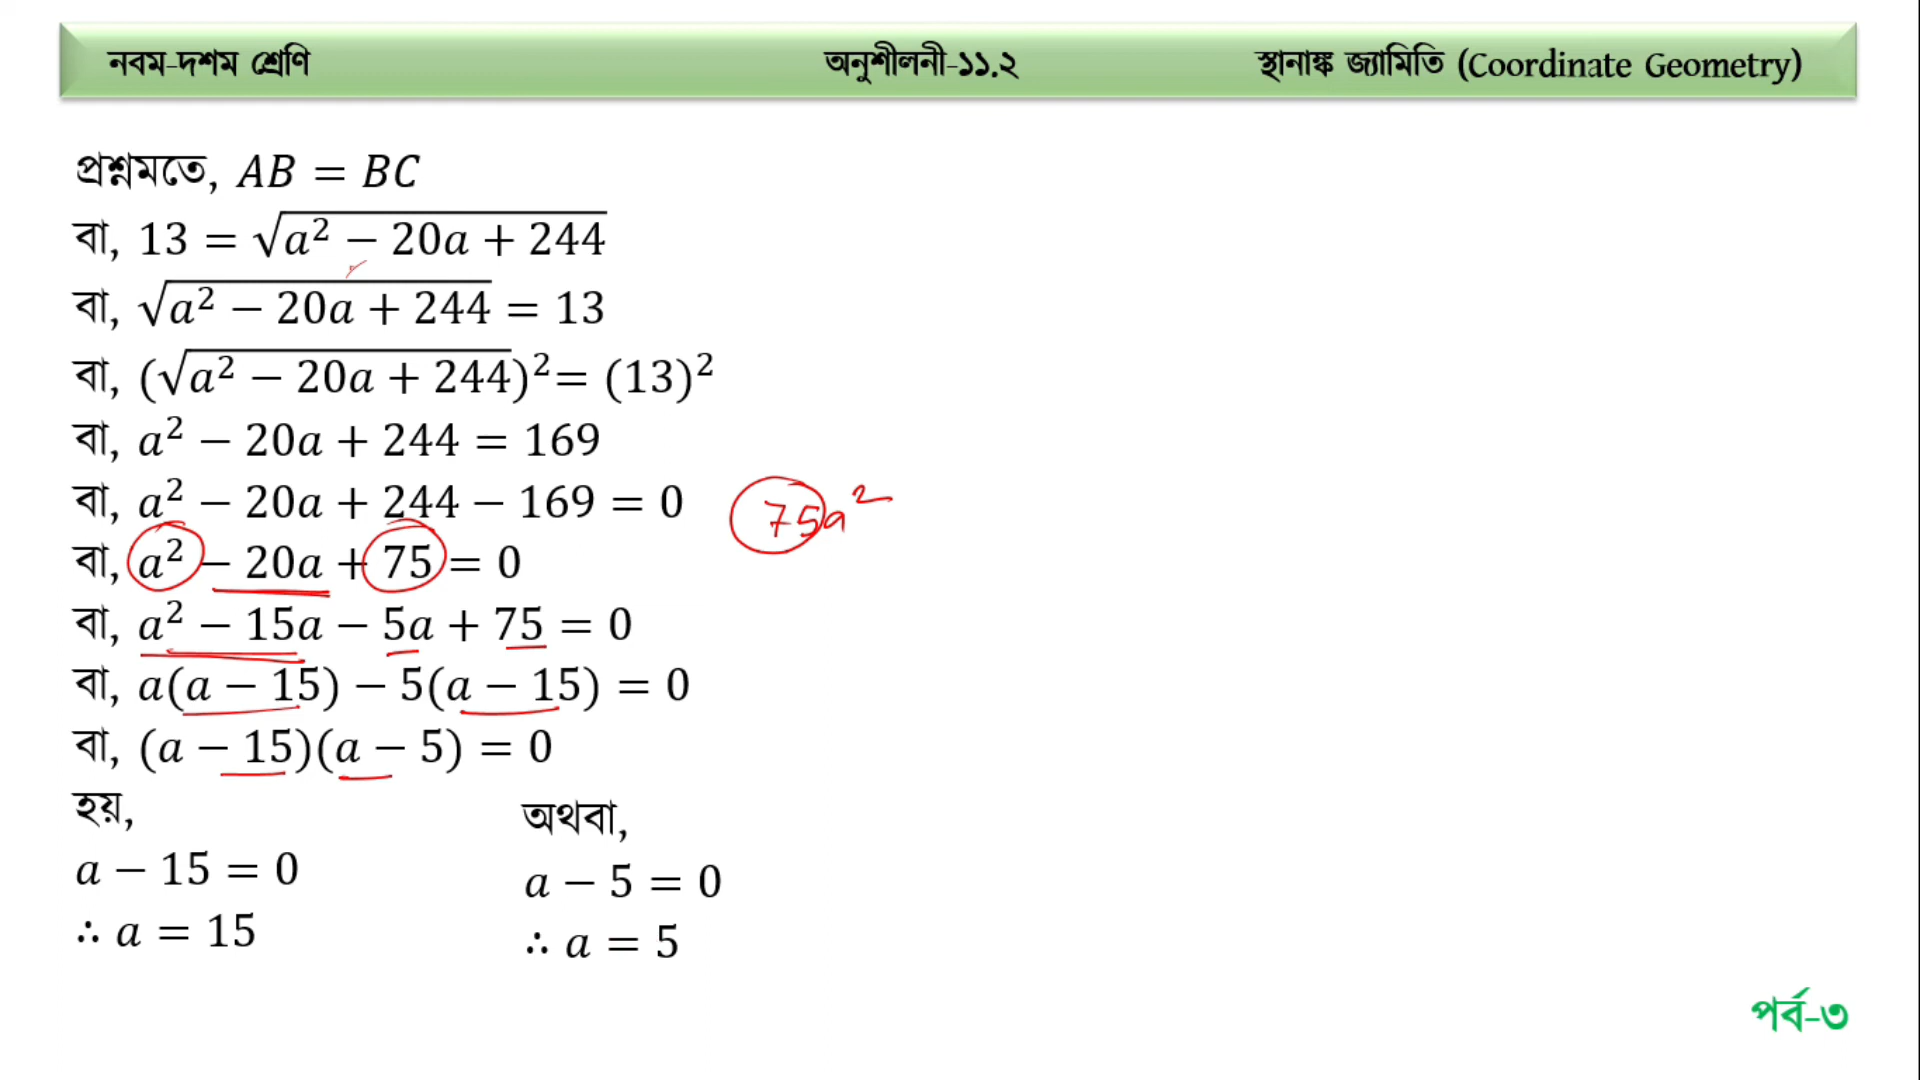 নবম-দশম শ্রেণি অনুশীলনী-১১.২ স্থানাঙ্ক জ্যামিতি (Coordinate Geometry)
প্রশ্নমতে, AB = BC
বা, 13 = √(a² − 20a + 244)
বা, √(a² − 20a + 244) = 13
বা, (√(a² − 20a + 244))² = (13)²
বা, a² − 20a + 244 = 169
বা, a² − 20a + 244 − 169 = 0
75a²
বা, a² − 20a + 75 = 0
বা, a² − 15a − 5a + 75 = 0
বা, a(a − 15) − 5(a − 15) = 0
বা, (a − 15)(a − 5) = 0
হয়,
a − 15 = 0
∴ a = 15
অথবা,
a − 5 = 0
∴ a = 5
পর্ব-৩